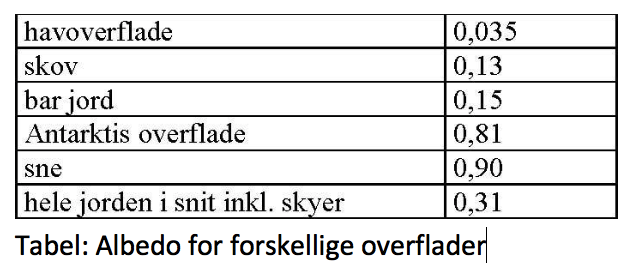 havoverflade 0,035
skov 0,13
bar jord 0,15
Antarktis overflade 0,81
sne 0,90
hele jorden i snit inkl. skyer 0,31
Tabel: Albedo for forskellige overflader